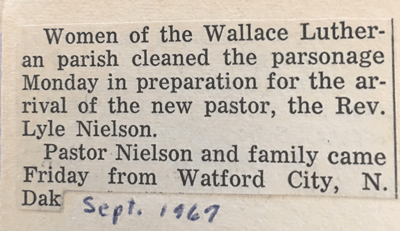 Women of the Wallace Luther-
an parish cleaned the parsonage
Monday in preparation for the ar-
rival of the new pastor, the Rev.
Lyle Nielson.
Pastor Nielson and family came
Friday from Watford City, N.
Dak
Sept. 1967